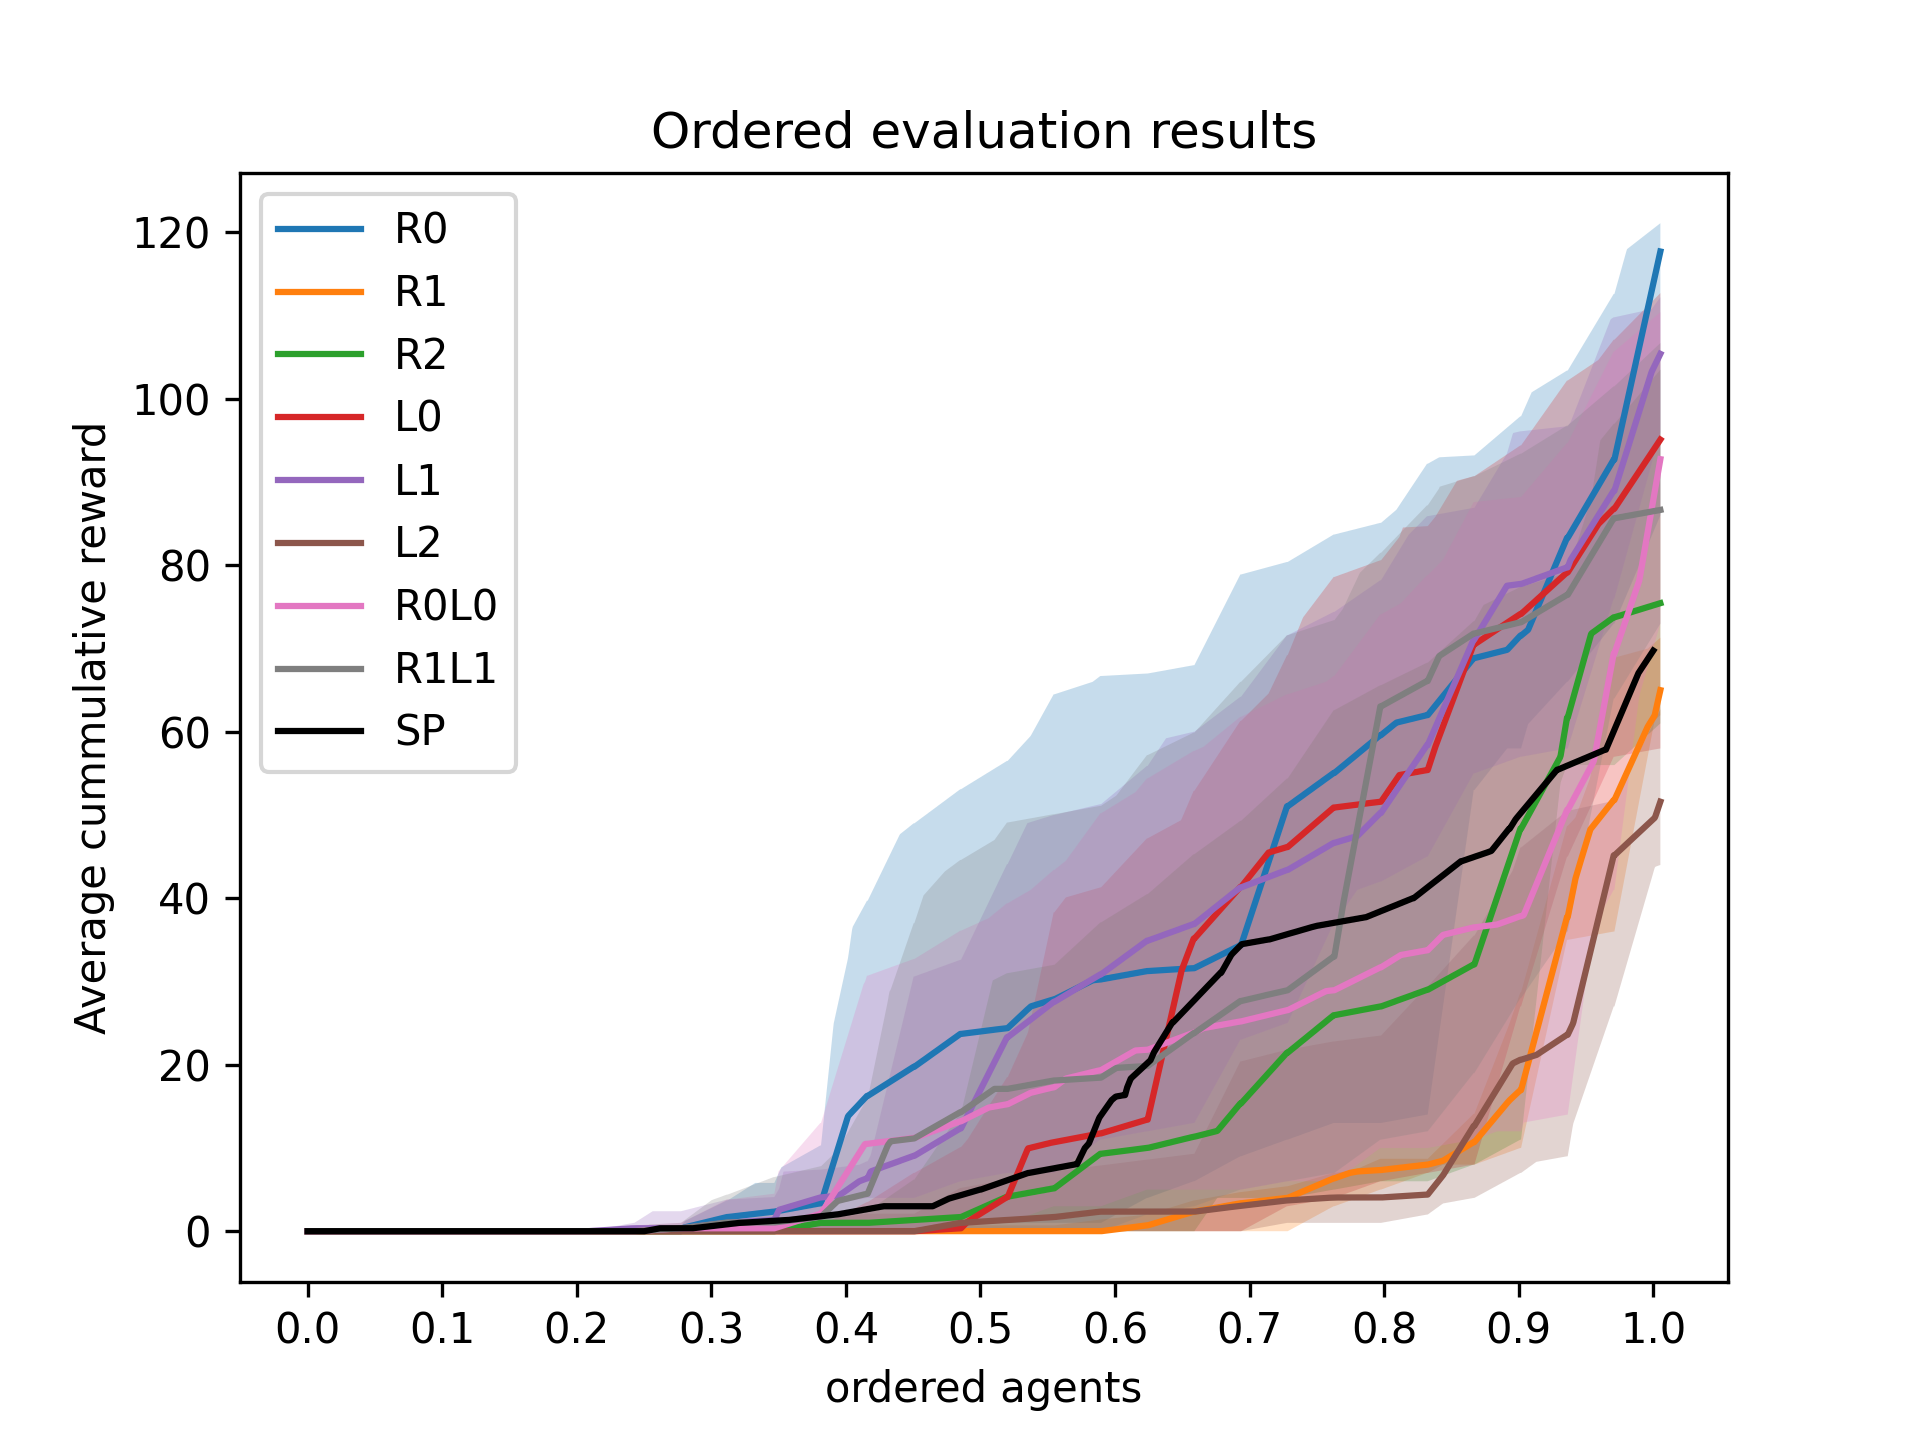 Ordered evaluation results
Average cummulative reward
120
100
80
60
40
20
0
R0
R1
R2
L0
L1
L2
R0L0
R1L1
SP
0.0 0.1 0.2 0.3 0.4 0.5 0.6 0.7 0.8 0.9 1.0
ordered agents